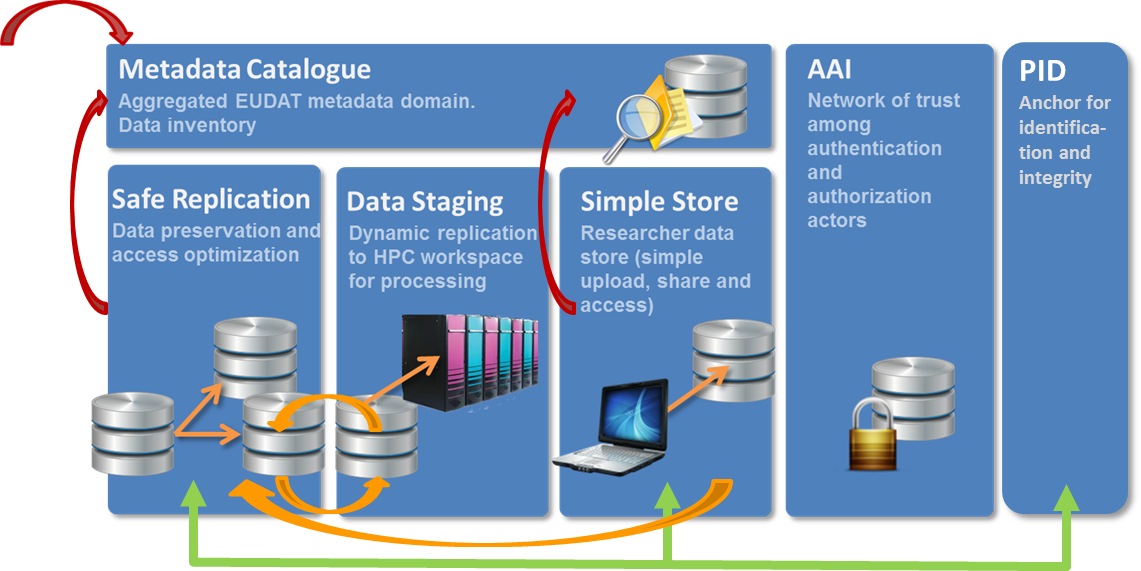 Metadata Catalogue
Aggregated EUDAT metadata domain.
Data inventory
Safe Replication
Data preservation and
access optimization
Data Staging
Dynamic replication
to HPC workspace
for processing
Simple Store
Researcher data
store (simple
upload, share and
access)
AAI
Network of trust
among
authentication
and
authorization
actors
PID
Anchor for
identifica-
tion and
integrity